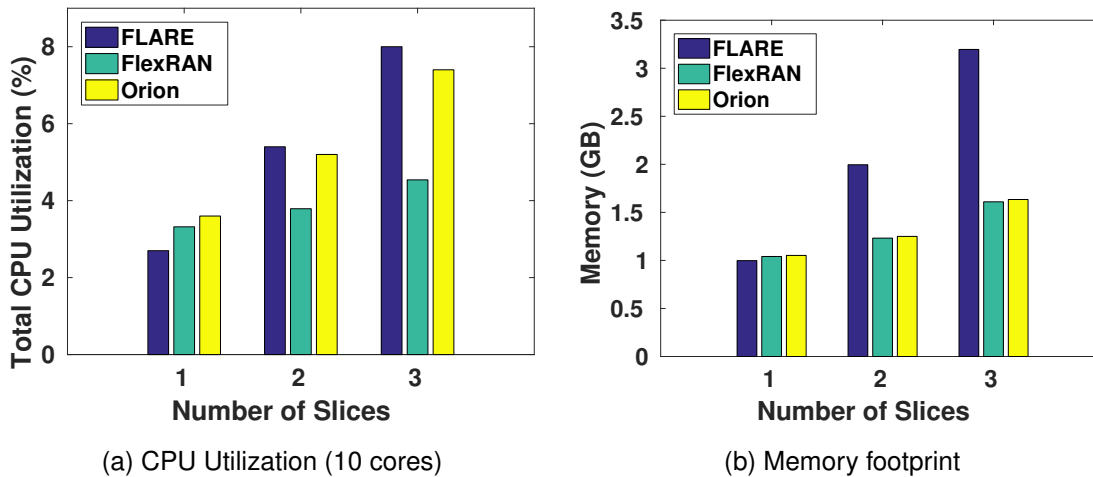 FLARE
FlexRAN
Orion
8
6
4
2
0
Total CPU Utilization (%)
1 2 3
Number of Slices
(a) CPU Utilization (10 cores)
FLARE
FlexRAN
Orion
3.5
3
2.5
2
1.5
1
0.5
0
Memory (GB)
1 2 3
Number of Slices
(b) Memory footprint